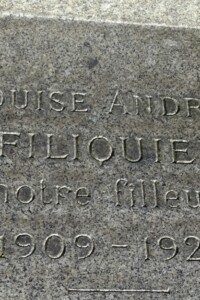 OUISE ANDR
FILIQUIE
notre filleu
1909 - 192